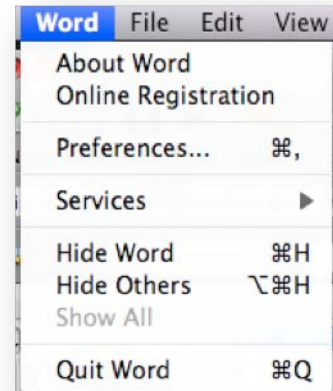 Word File Edit View
About Word
Online Registration
Preferences... ⌘,
Services ▶
Hide Word ⌘H
Hide Others ⌥⌘H
Show All
Quit Word ⌘Q